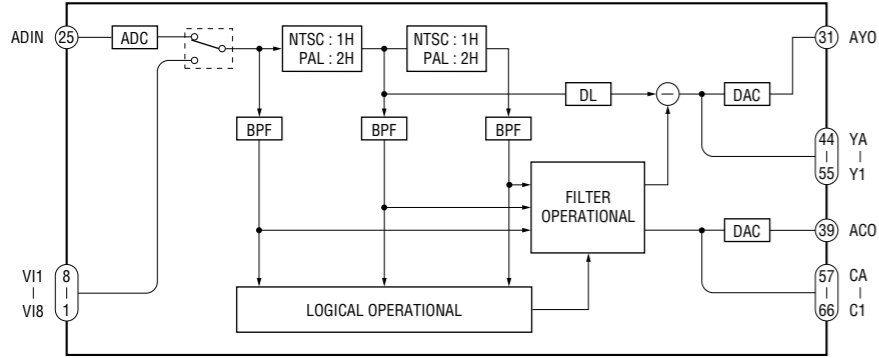 ADIN 25 ADC
NTSC : 1H
PAL : 2H
NTSC : 1H
PAL : 2H
31 AYO
DL
−
DAC
BPF
BPF
BPF
44 YA
55 Y1
FILTER
OPERATIONAL
DAC
39 ACO
VI1 8
VI8 1
LOGICAL OPERATIONAL
57 CA
66 C1